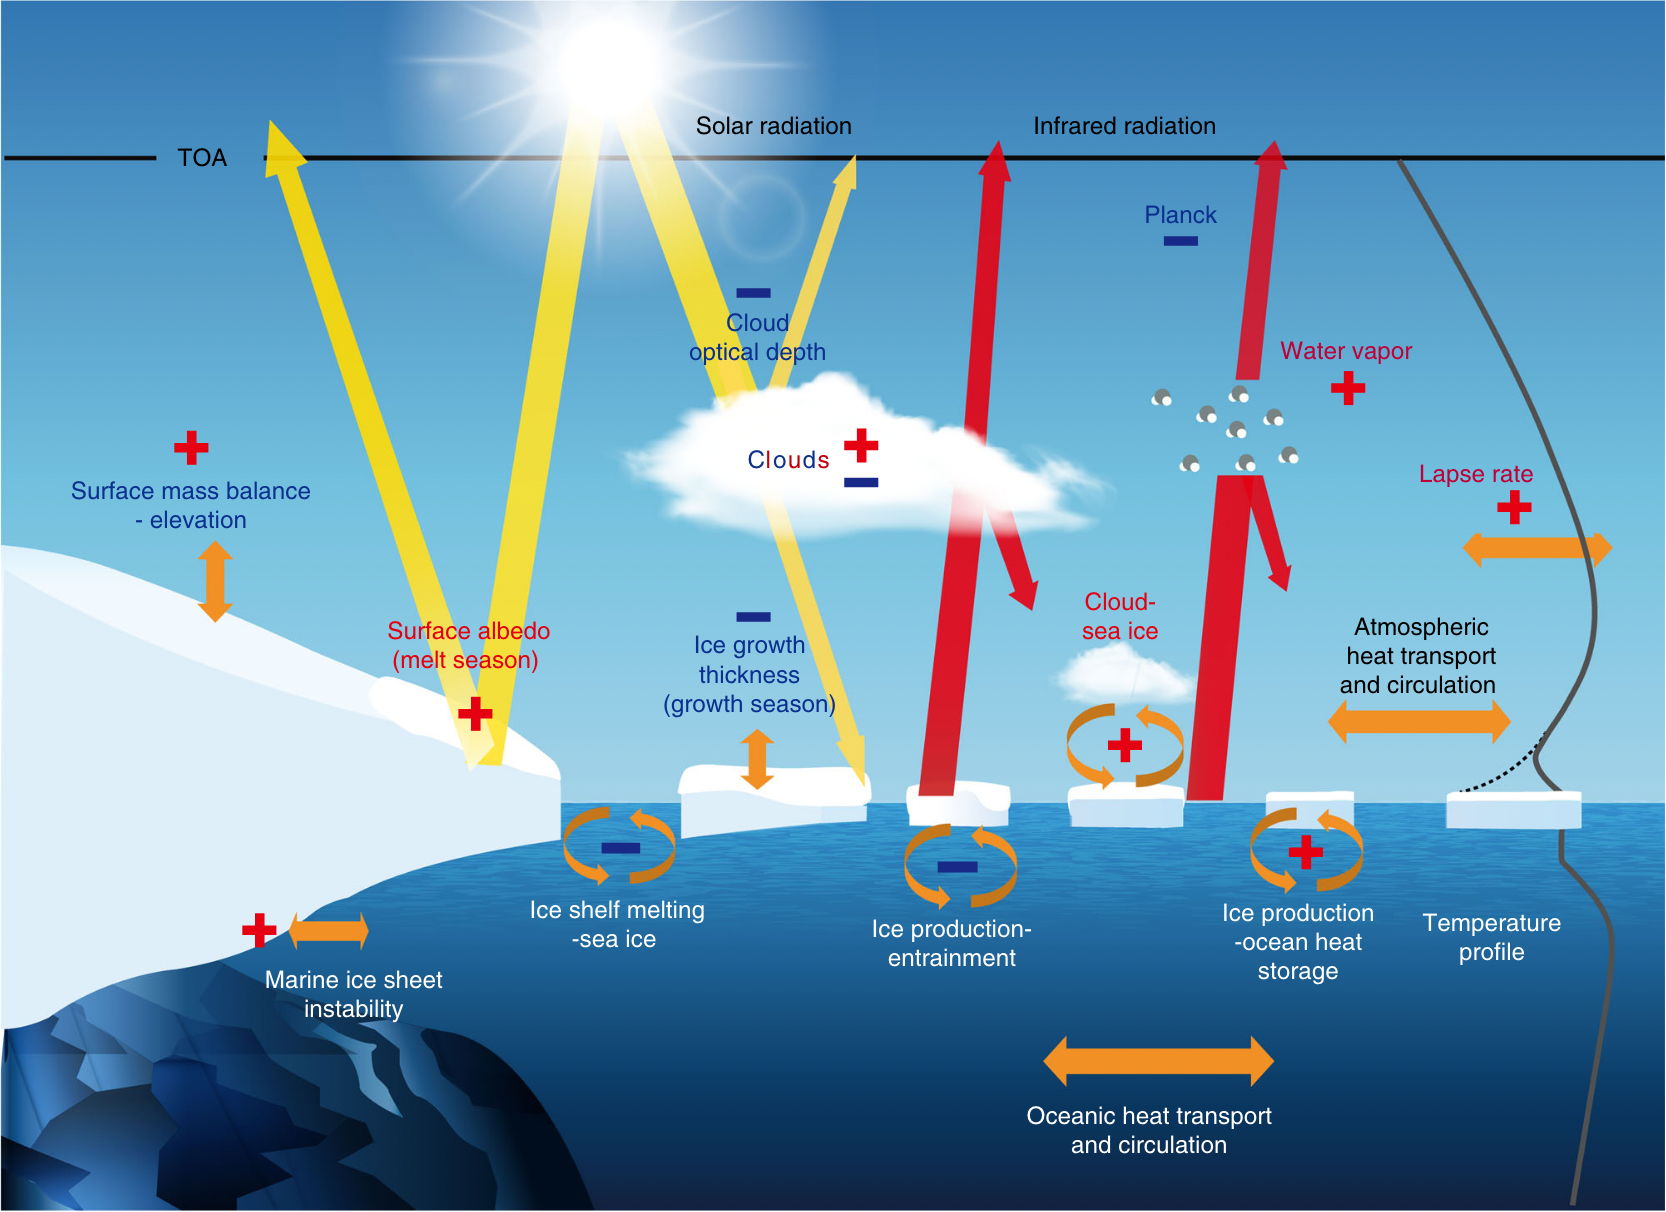 Solar radiation
Infrared radiation
TOA
Planck
Cloud
optical depth
Water vapor
Clouds
Lapse rate
Surface mass balance
- elevation
Surface albedo
(melt season)
Ice growth
thickness
(growth season)
Cloud-
sea ice
Atmospheric
heat transport
and circulation
Ice shelf melting
-sea ice
Ice production-
entrainment
Ice production
-ocean heat
storage
Temperature
profile
Marine ice sheet
instability
Oceanic heat transport
and circulation